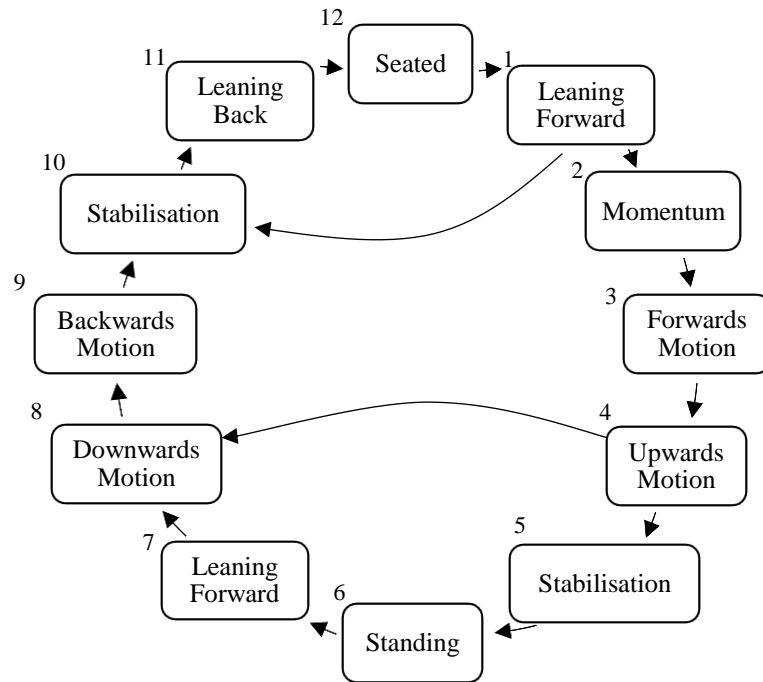 12
Seated
1
Leaning
Forward
2
Momentum
3
Forwards
Motion
4
Upwards
Motion
5
Stabilisation
6
Standing
7
Leaning
Forward
8
Downwards
Motion
9
Backwards
Motion
10
Stabilisation
11
Leaning
Back